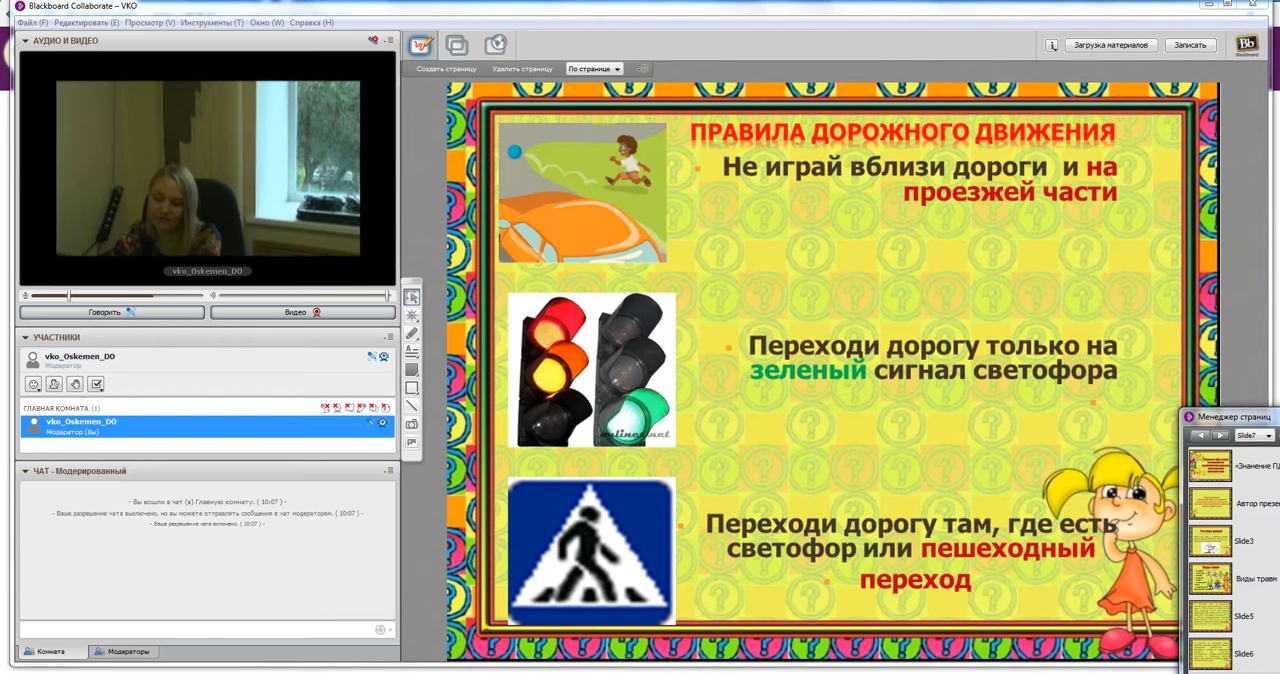 Blackboard Collaborate – VKO
Файл (F) Редактировать (E) Просмотр (V) Инструменты (T) Окно (W) Справка (H)
АУДИО И ВИДЕО
vko_Oskemen_DO
Говорить
Видео
УЧАСТНИКИ
vko_Oskemen_DO
Модератор
ГЛАВНАЯ КОМНАТА (1)
vko_Oskemen_DO
Модератор (Вы)
ЧАТ - Модерированный
- Вы вошли в чат (в) Главную комнату. ( 10:07 ) -
- Ваше разрешение чата выключено, но вы можете отправлять сообщения в чат модераторам. ( 10:07 ) -
- Ваше разрешение чата включено. ( 10:07 ) -
Комната
Модераторы
Загрузка материалов
Записать
Bb
Blackboard
Создать страницу
Удалить страницу
По странице
ПРАВИЛА ДОРОЖНОГО ДВИЖЕНИЯ
Не играй вблизи дороги и на
проезжей части
Переходи дорогу только на
зеленый сигнал светофора
Переходи дорогу там, где есть
светофор или пешеходный
переход
Менеджер страниц
Slide7
«Знание ПД
Автор презе
Slide3
Виды травм
Slide5
Slide6